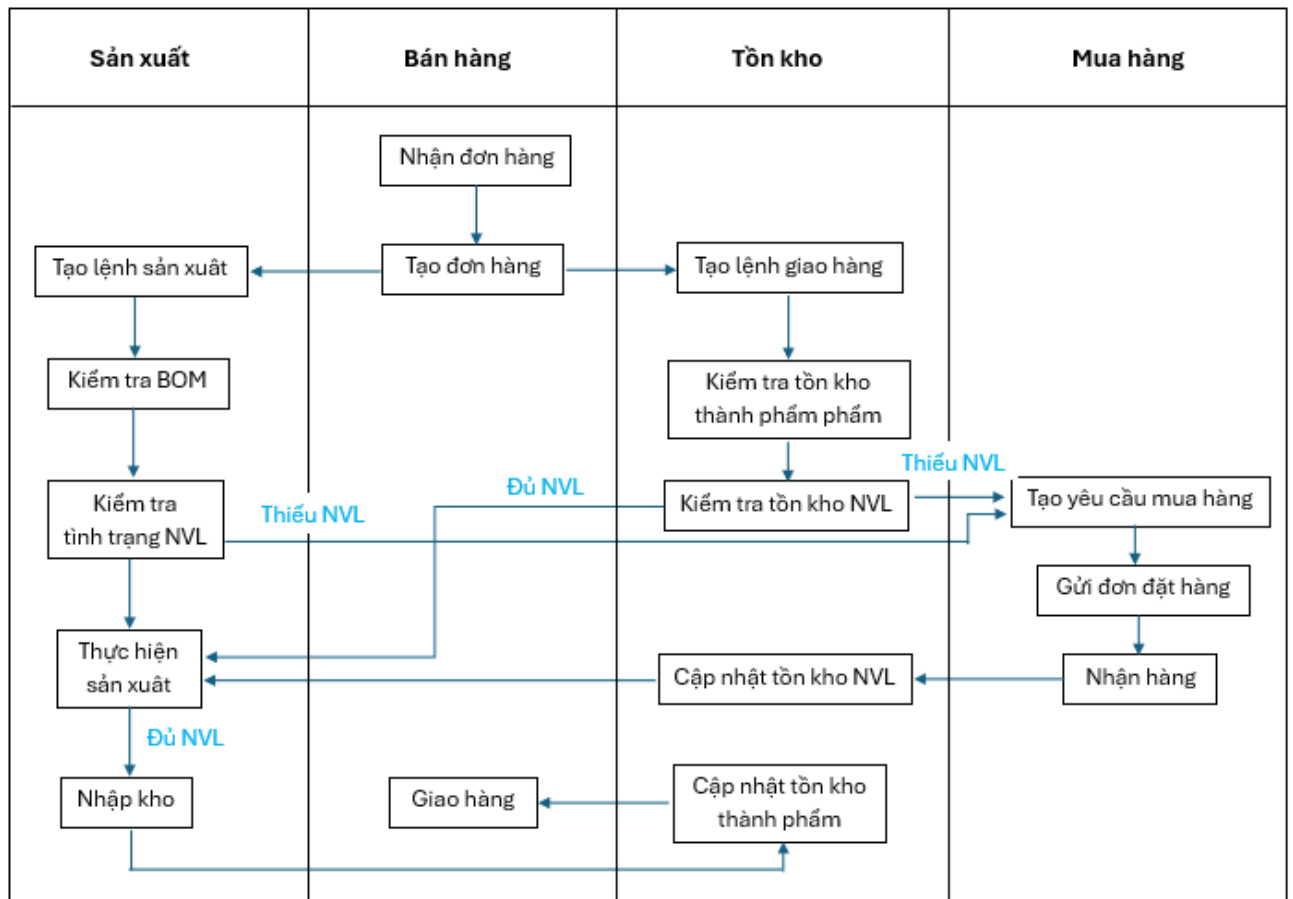 Sản xuất
Bán hàng
Tồn kho
Mua hàng
Nhận đơn hàng
Tạo lệnh sản xuât
Tạo đơn hàng
Tạo lệnh giao hàng
Kiểm tra BOM
Kiểm tra tồn kho
thành phẩm phẩm
Thiếu NVL
Đủ NVL
Kiểm tra
tình trạng NVL
Thiếu NVL
Kiểm tra tồn kho NVL
Tạo yêu cầu mua hàng
Gửi đơn đặt hàng
Thực hiện
sản xuât
Cập nhật tồn kho NVL
Nhận hàng
Đủ NVL
Nhập kho
Giao hàng
Cập nhật tồn kho
thành phẩm